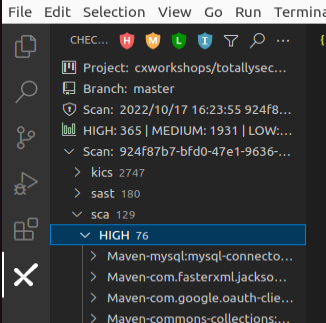 File Edit Selection View Go Run Termina
CHEC... H M L I ...
Project: cxworkshops/totallysec...
Branch: master
Scan: 2022/10/17 16:23:55 924f8...
HIGH: 365 | MEDIUM: 1931 | LOW:...
Scan: 924f87b7-bfd0-47e1-9636-...
kics 2747
sast 180
sca 129
HIGH 76
Maven-mysql:mysql-connecto...
Maven-com.fasterxml.jackso...
Maven-com.google.oauth-clie...
Maven-commons-collections:...